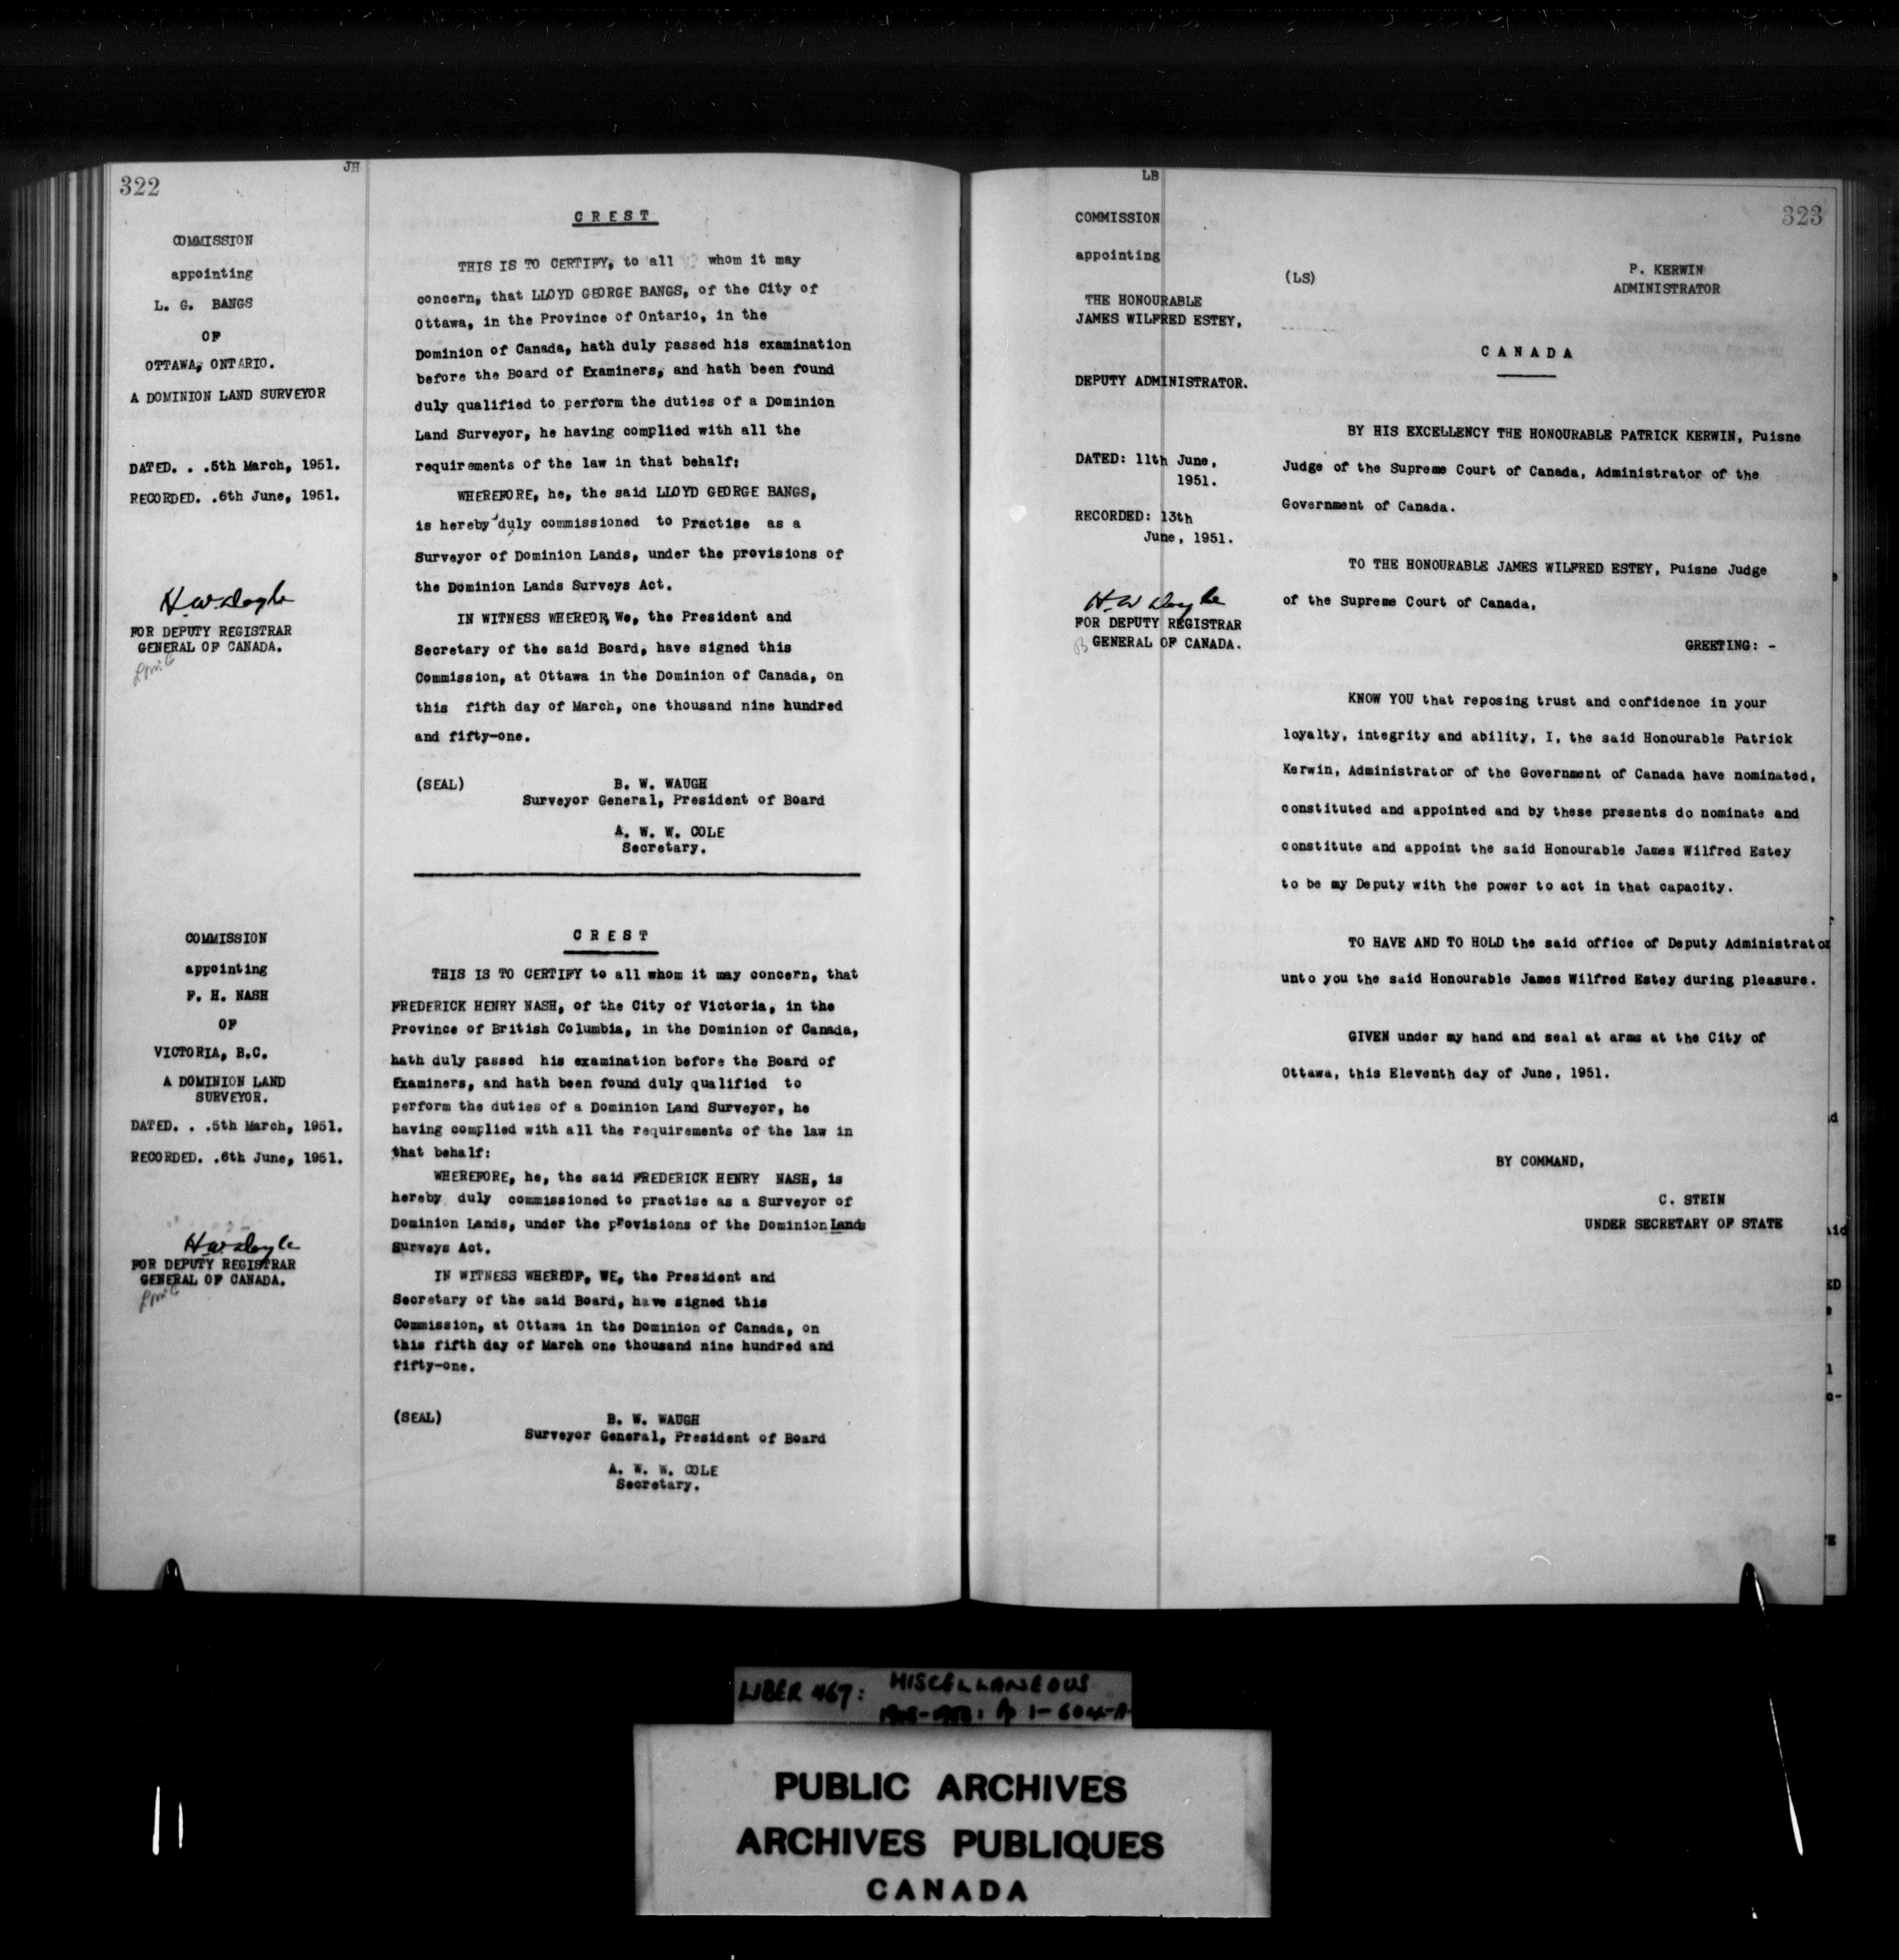 322
JH
COMMISSION
appointing
L. G. BANGS
OF
OTTAWA, ONTARIO.
A DOMINION LAND SURVEYOR
DATED. . .5th March, 1951.
RECORDED. .6th June, 1951.
H.W. Doyle
FOR DEPUTY REGISTRAR
GENERAL OF CANADA.
CREST
THIS IS TO CERTIFY, to all whom it may
concern, that LLOYD GEORGE BANGS, of the City of
Ottawa, in the Province of Ontario, in the
Dominion of Canada, hath duly passed his examination
before the Board of Examiners, and hath been found
duly qualified to perform the duties of a Dominion
Land Surveyor, he having complied with all the
requirements of the law in that behalf:
WHEREFORE, he, the said LLOYD GEORGE BANGS,
is hereby duly commissioned to practise as a
Surveyor of Dominion Lands, under the provisions of
the Dominion Lands Surveys Act.
IN WITNESS WHEREOF, We, the President and
Secretary of the said Board, have signed this
Commission, at Ottawa in the Dominion of Canada, on
this fifth day of March, one thousand nine hundred
and fifty-one.
(SEAL) B. W. WAUGH
Surveyor General, President of Board
A. W. W. COLE
Secretary.
COMMISSION
appointing
F. H. NASH
OF
VICTORIA, B.C.
A DOMINION LAND
SURVEYOR.
DATED. . .5th March, 1951.
RECORDED. .6th June, 1951.
H.W. Doyle
FOR DEPUTY REGISTRAR
GENERAL OF CANADA.
CREST
THIS IS TO CERTIFY to all whom it may concern, that
FREDERICK HENRY NASH, of the City of Victoria, in the
Province of British Columbia, in the Dominion of Canada,
hath duly passed his examination before the Board of
Examiners, and hath been found duly qualified to
perform the duties of a Dominion Land Surveyor, he
having complied with all the requirements of the law in
that behalf:
WHEREFORE, he, the said FREDERICK HENRY NASH, is
hereby duly commissioned to practise as a Surveyor of
Dominion Lands, under the provisions of the Dominion Lands
Surveys Act.
IN WITNESS WHEREOF, WE, the President and
Secretary of the said Board, have signed this
Commission, at Ottawa in the Dominion of Canada, on
this fifth day of March one thousand nine hundred and
fifty-one.
(SEAL) B. W. WAUGH
Surveyor General, President of Board
A. W. W. COLE
Secretary.
LB
323
COMMISSION
appointing
THE HONOURABLE
JAMES WILFRED ESTEY,
DEPUTY ADMINISTRATOR.
DATED: 11th June,
1951.
RECORDED: 13th
June, 1951.
H.W. Doyle
FOR DEPUTY REGISTRAR
GENERAL OF CANADA.
(LS) P. KERWIN
ADMINISTRATOR
CANADA
BY HIS EXCELLENCY THE HONOURABLE PATRICK KERWIN, Puisne
Judge of the Supreme Court of Canada, Administrator of the
Government of Canada.
TO THE HONOURABLE JAMES WILFRED ESTEY, Puisne Judge
of the Supreme Court of Canada,
GREETING: -
KNOW YOU that reposing trust and confidence in your
loyalty, integrity and ability, I, the said Honourable Patrick
Kerwin, Administrator of the Government of Canada have nominated,
constituted and appointed and by these presents do nominate and
constitute and appoint the said Honourable James Wilfred Estey
to be my Deputy with the power to act in that capacity.
TO HAVE AND TO HOLD the said office of Deputy Administrator
unto you the said Honourable James Wilfred Estey during pleasure.
GIVEN under my hand and seal at arms at the City of
Ottawa, this Eleventh day of June, 1951.
BY COMMAND,
C. STEIN
UNDER SECRETARY OF STATE
LIBER 467: MISCELLANEOUS
pp 1-604-A
PUBLIC ARCHIVES
ARCHIVES PUBLIQUES
CANADA